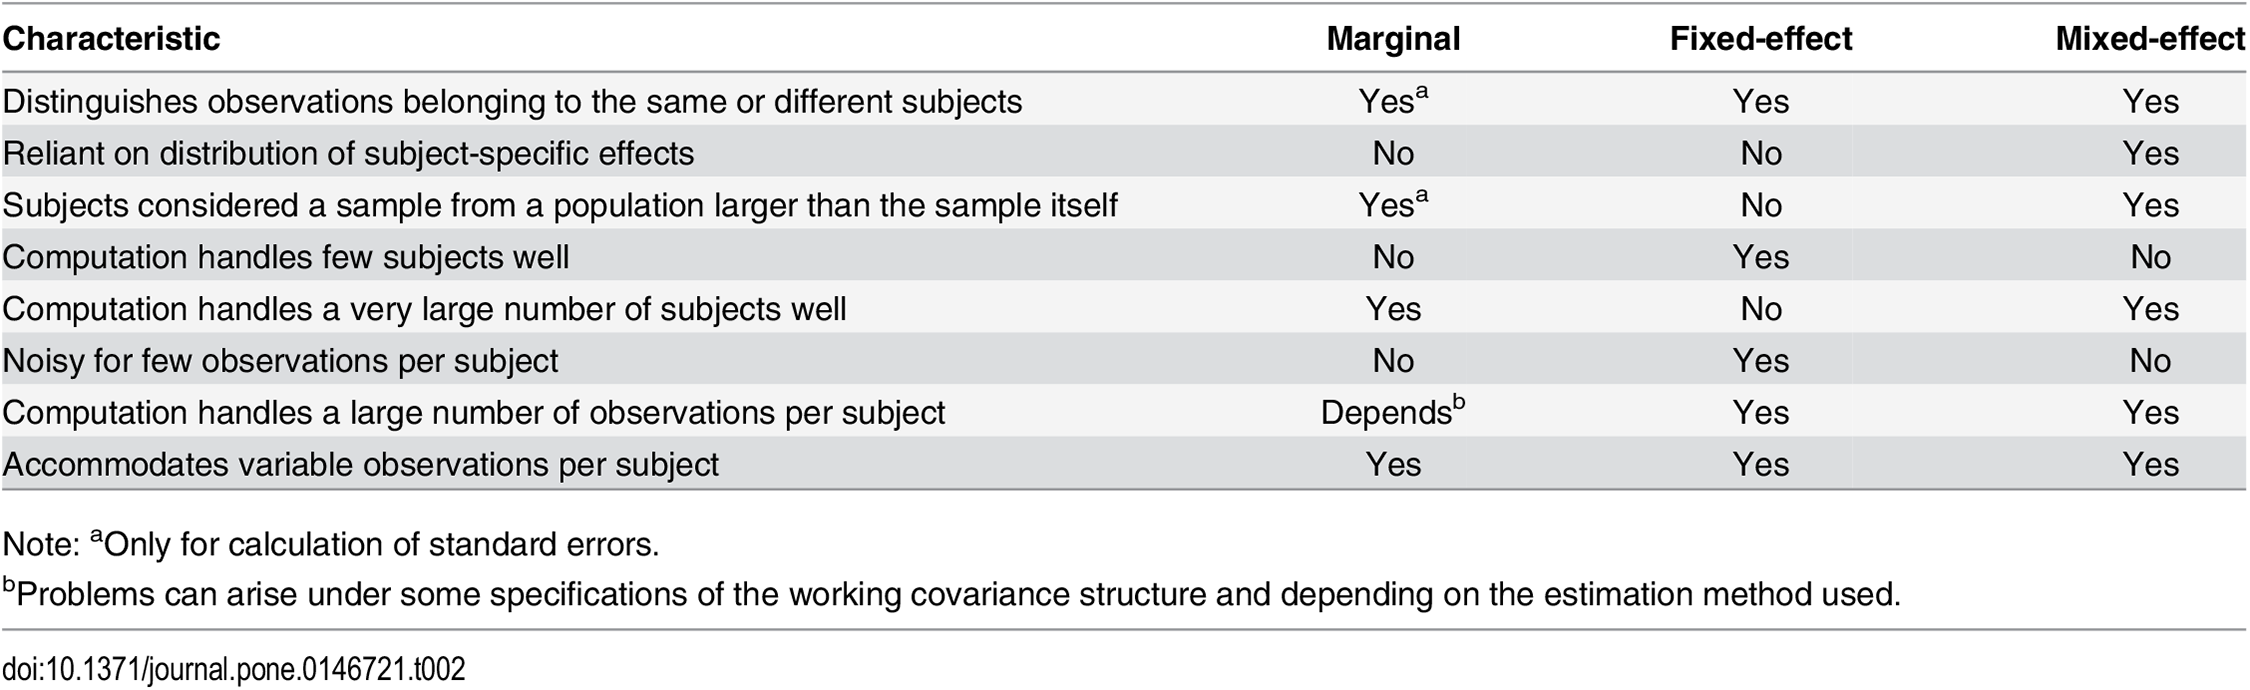 Characteristic Marginal Fixed-effect Mixed-effect
Distinguishes observations belonging to the same or different subjects Yesa Yes Yes
Reliant on distribution of subject-specific effects No No Yes
Subjects considered a sample from a population larger than the sample itself Yesa No Yes
Computation handles few subjects well No Yes No
Computation handles a very large number of subjects well Yes No Yes
Noisy for few observations per subject No Yes No
Computation handles a large number of observations per subject Dependsb Yes Yes
Accommodates variable observations per subject Yes Yes Yes
Note: aOnly for calculation of standard errors.
bProblems can arise under some specifications of the working covariance structure and depending on the estimation method used.
doi:10.1371/journal.pone.0146721.t002